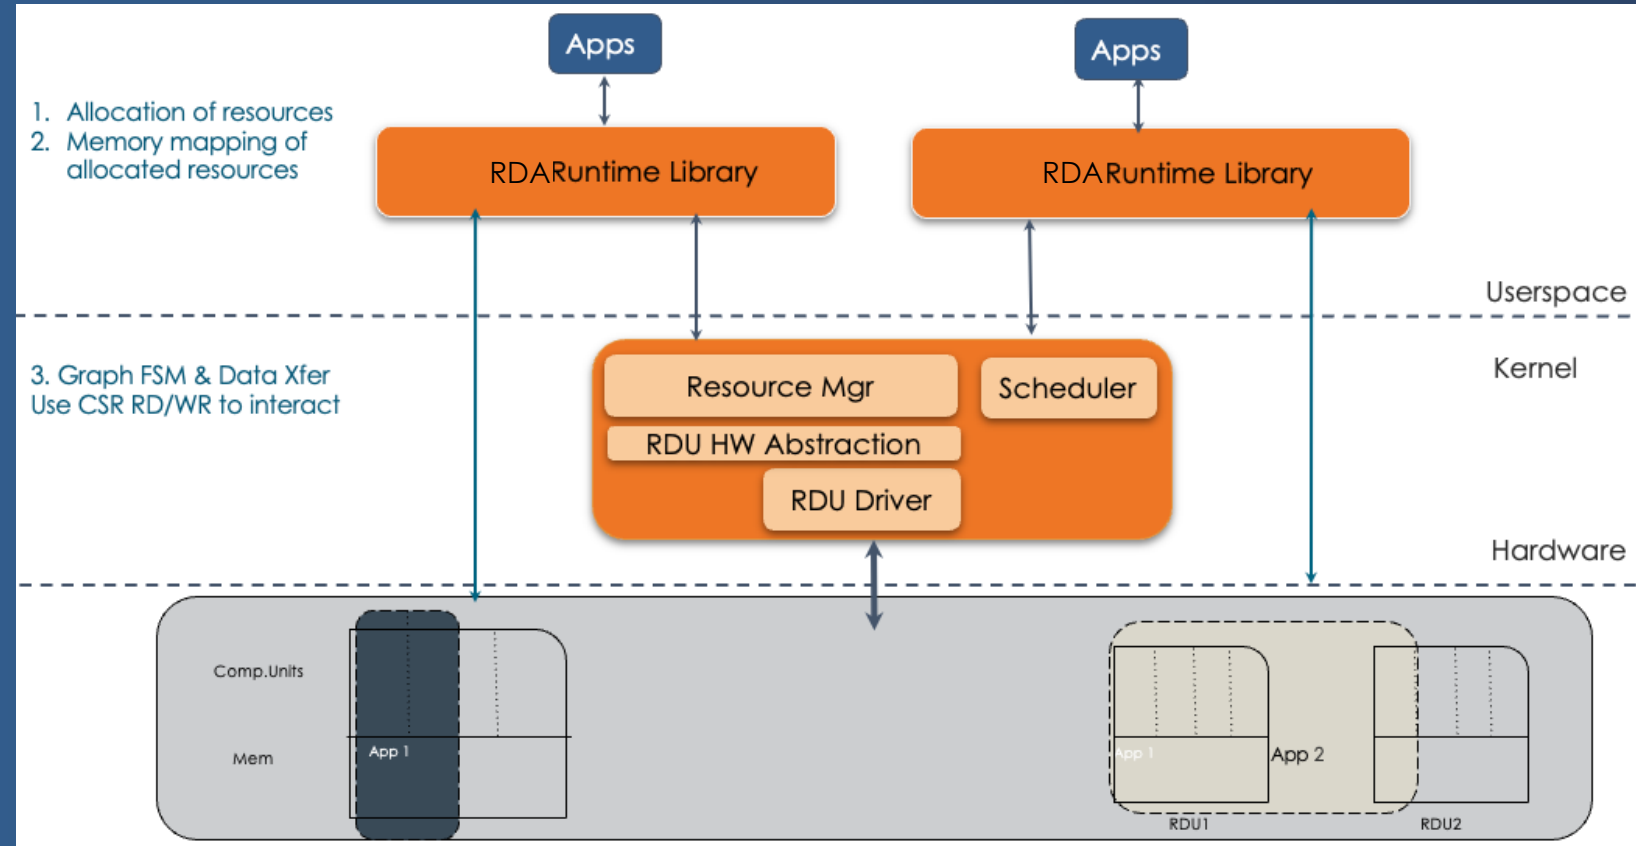 Apps
Apps
1. Allocation of resources
2. Memory mapping of
allocated resources
RDARuntime Library
RDARuntime Library
Userspace
Kernel
3. Graph FSM & Data Xfer
Use CSR RD/WR to interact
Resource Mgr
Scheduler
RDU HW Abstraction
RDU Driver
Hardware
Comp.Units
Mem
App 1
App 1
App 2
RDU1
RDU2